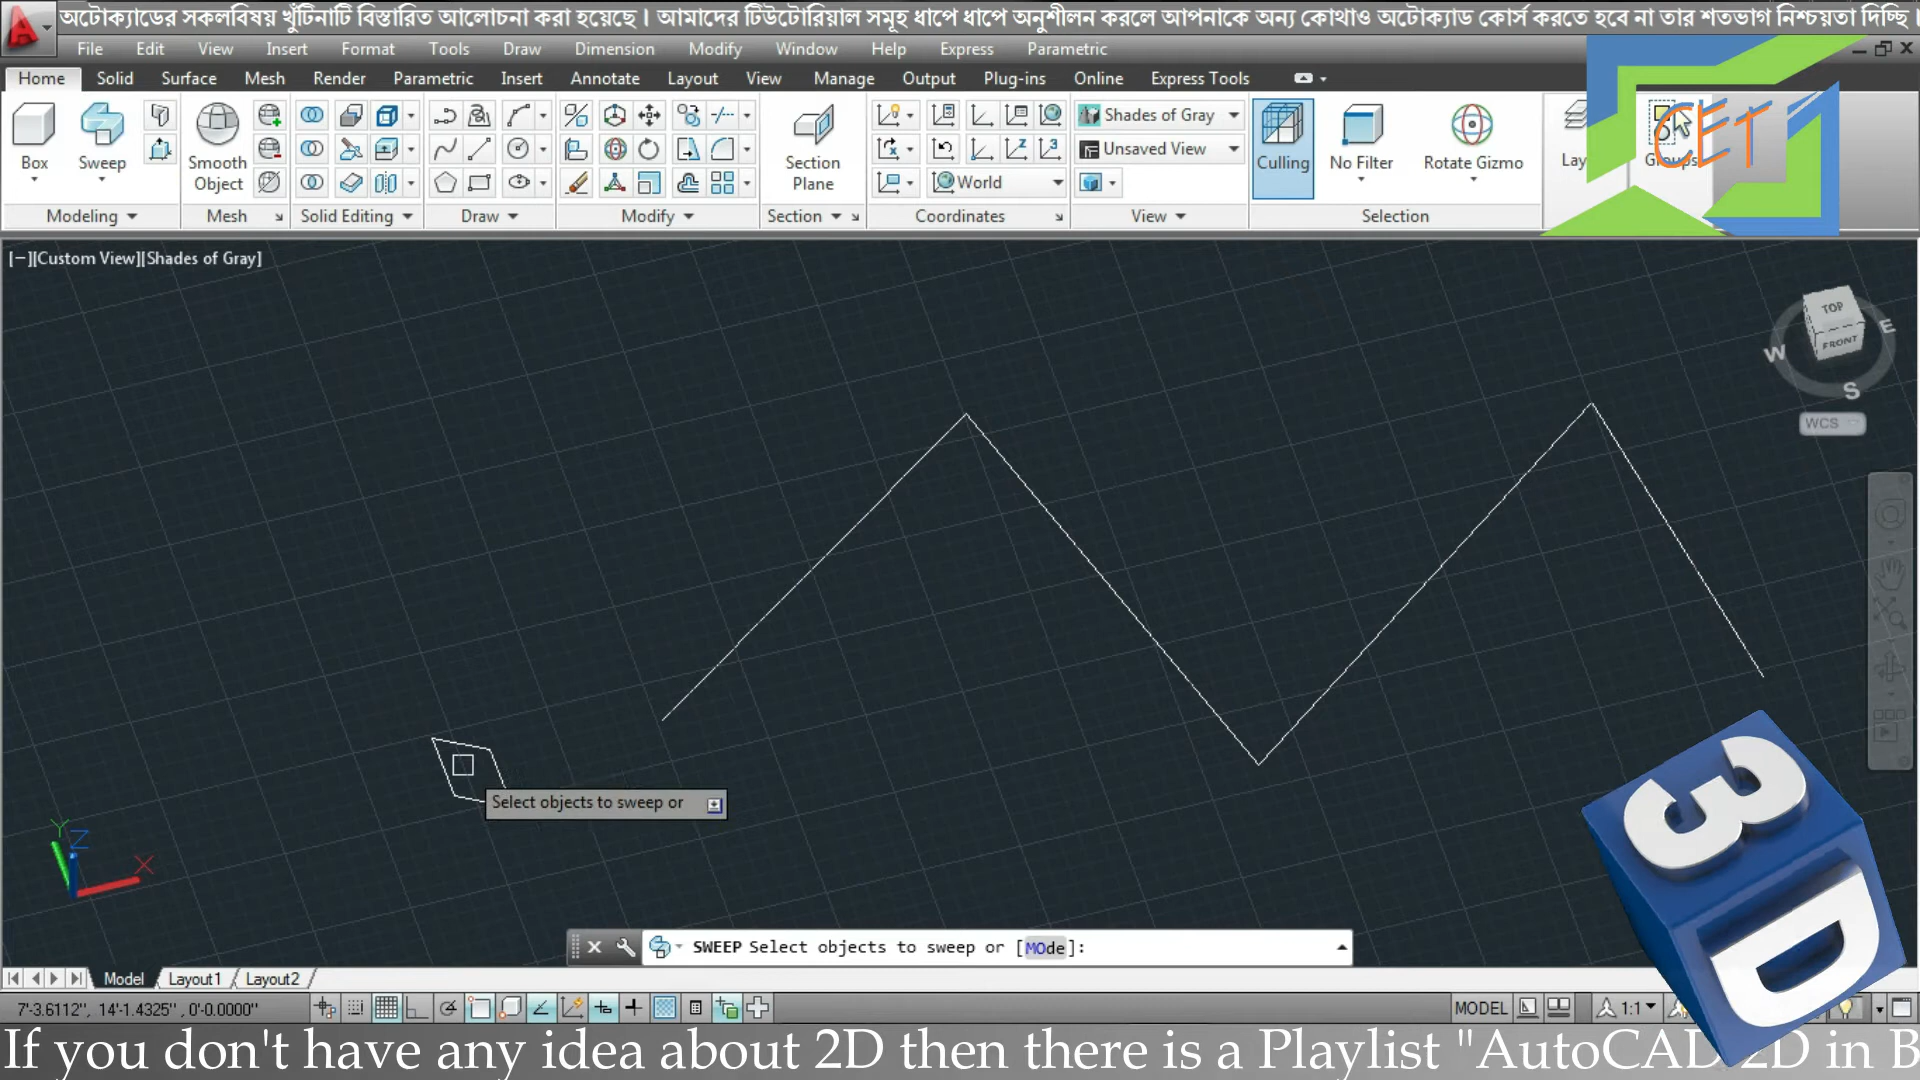 অটোক্যাডের সকলবিষয় খুঁটিনাটি বিস্তারিত আলোচনা করা হয়েছে। আমাদের টিউটোরিয়াল সমূহ ধাপে ধাপে অনুশীলন করলে আপনাকে অন্য কোথাও অটোক্যাড কোর্স করতে হবে না তার শতভাগ নিশ্চয়তা দিচ্ছি।
File Edit View Insert Format Tools Draw Dimension Modify Window Help Express Parametric
Home Solid Surface Mesh Render Parametric Insert Annotate Layout View Manage Output Plug-ins Online Express Tools
Box Sweep Smooth Object Section Plane World Shades of Gray Unsaved View Culling No Filter Rotate Gizmo Lay Groups
CET
Modeling Mesh Solid Editing Draw Modify Section Coordinates View Selection
[−][Custom View][Shades of Gray]
TOP
FRONT
W E S
WCS
Select objects to sweep or
Y Z X
3D
SWEEP Select objects to sweep or [MOde]:
Model Layout1 Layout2
7'-3.6112", 14'-1.4325", 0'-0.0000" MODEL 1:1
If you don't have any idea about 2D then there is a Playlist "AutoCAD 2D in B